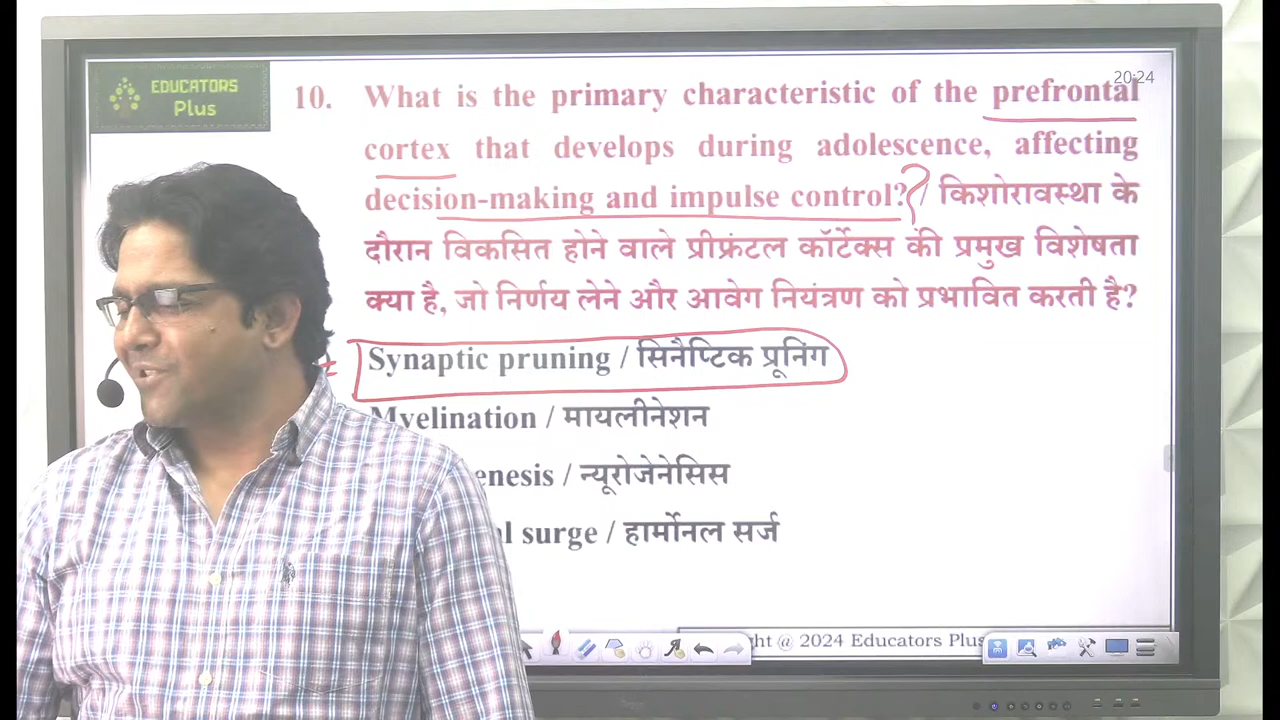 EDUCATORS
Plus
20:24
10. What is the primary characteristic of the prefrontal
cortex that develops during adolescence, affecting
decision-making and impulse control? / किशोरावस्था के
दौरान विकसित होने वाले प्रीफ्रंटल कॉर्टेक्स की प्रमुख विशेषता
क्या है, जो निर्णय लेने और आवेग नियंत्रण को प्रभावित करती है?
Synaptic pruning / सिनैप्टिक प्रूनिंग
Myelination / मायलीनेशन
enesis / न्यूरोजेनेसिस
l surge / हार्मोनल सर्ज
ht @ 2024 Educators Plus